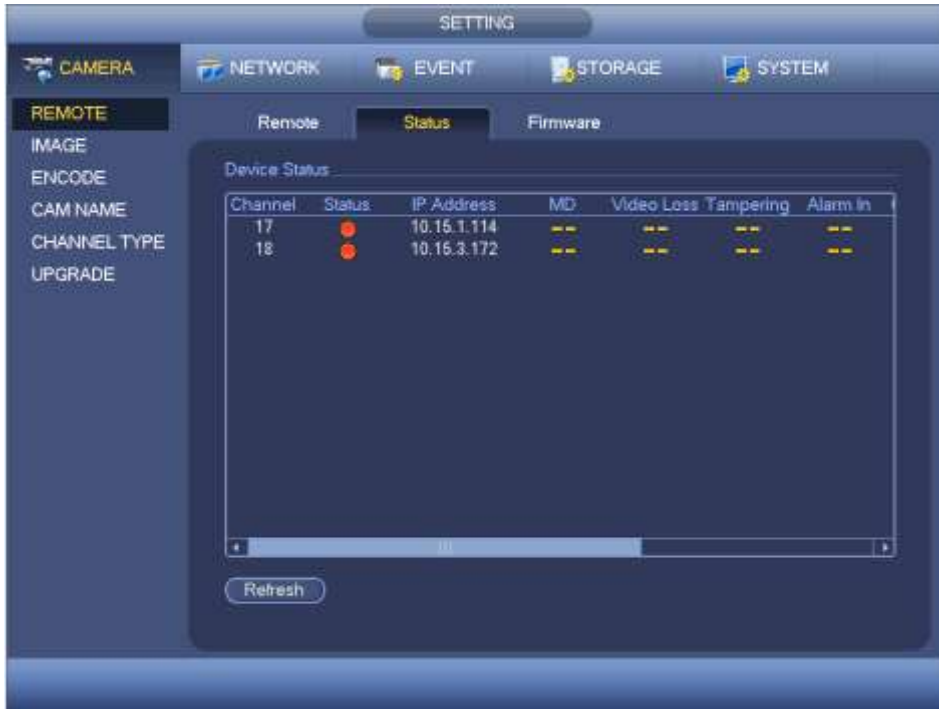 SETTING
CAMERA NETWORK EVENT STORAGE SYSTEM
REMOTE
IMAGE
ENCODE
CAM NAME
CHANNEL TYPE
UPGRADE
Remote Status Firmware
Device Status
Channel Status IP Address MD Video Loss Tampering Alarm In
17 10.15.1.114 -- -- -- --
18 10.15.3.172 -- -- -- --
Refresh